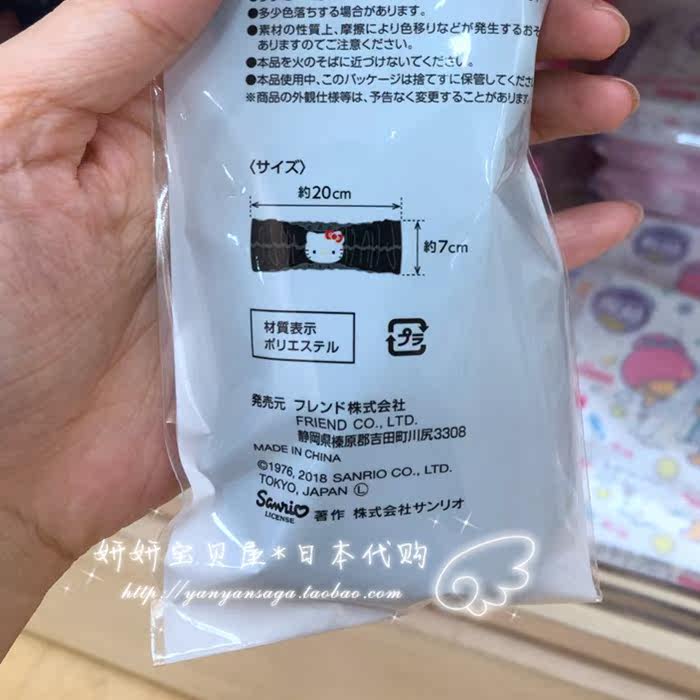 ●多少色落ちする場合があります。
●素材の性質上、摩擦により色移りなどが発生するおそ
ありますのでご注意ください。
●本品を火のそばに近づけないでください。
●本品使用中、このパッケージは捨てずに保管してくださ
※商品の外観仕様等は、予告なく変更することがあります。
〈サイズ〉
約20cm
約7cm
材質表示
ポリエステル
プラ
発売元 フレンド株式会社
FRIEND CO., LTD.
静岡県榛原郡吉田町川尻3308
MADE IN CHINA
©1976, 2018 SANRIO CO., LTD.
TOKYO, JAPAN Ⓛ
Sanrio
LICENSE
著作 株式会社サンリオ
妍妍宝贝屋*日本代购
http://yanyansaga.taobao.com